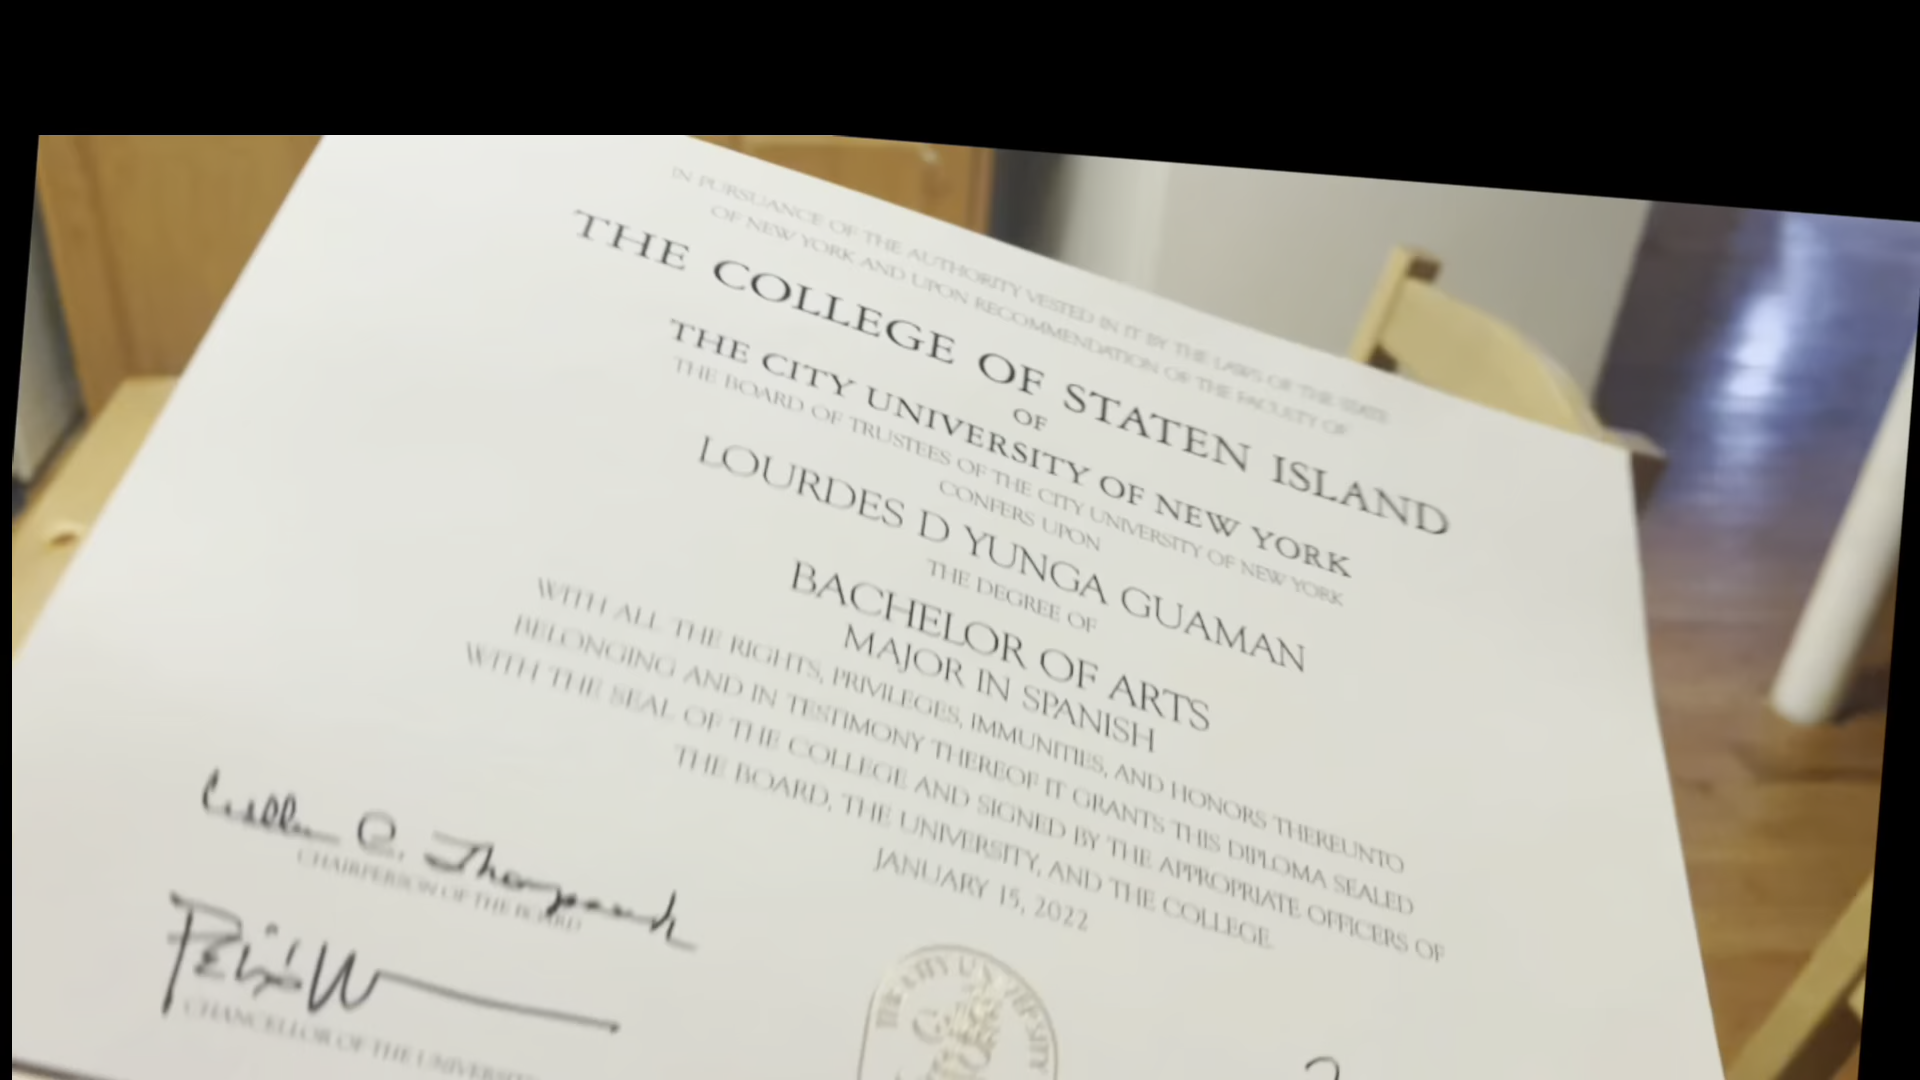 IN PURSUANCE OF THE AUTHORITY VESTED IN IT BY THE LAWS OF THE STATE
OF NEW YORK AND UPON RECOMMENDATION OF THE FACULTY OF
THE COLLEGE OF STATEN ISLAND
OF
THE CITY UNIVERSITY OF NEW YORK
THE BOARD OF TRUSTEES OF THE CITY UNIVERSITY OF NEW YORK
CONFERS UPON
LOURDES D YUNGA GUAMAN
THE DEGREE OF
BACHELOR OF ARTS
MAJOR IN SPANISH
WITH ALL THE RIGHTS, PRIVILEGES, IMMUNITIES, AND HONORS THEREUNTO
BELONGING AND IN TESTIMONY THEREOF IT GRANTS THIS DIPLOMA SEALED
WITH THE SEAL OF THE COLLEGE AND SIGNED BY THE APPROPRIATE OFFICERS OF
THE BOARD, THE UNIVERSITY, AND THE COLLEGE
JANUARY 15, 2022
CHAIRPERSON OF THE BOARD
CHANCELLOR OF THE
THE CITY UNIVERSITY